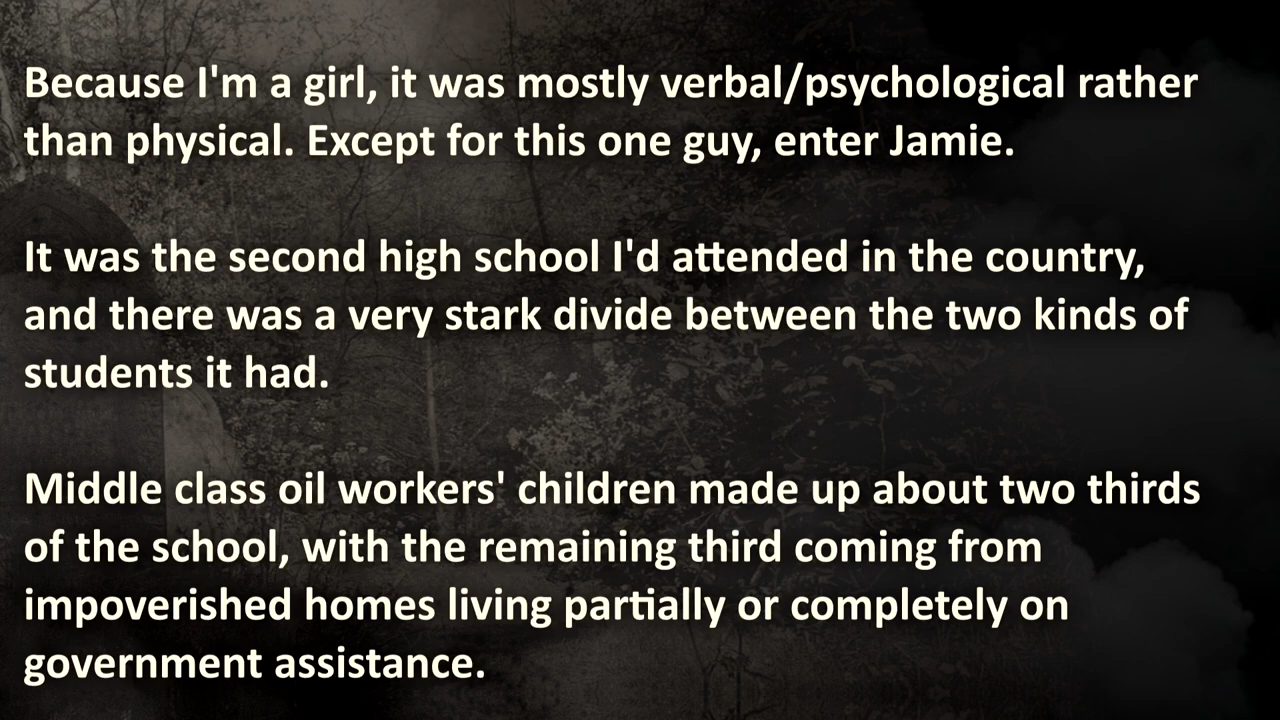 Because I'm a girl, it was mostly verbal/psychological rather
than physical. Except for this one guy, enter Jamie.
It was the second high school I'd attended in the country,
and there was a very stark divide between the two kinds of
students it had.
Middle class oil workers' children made up about two thirds
of the school, with the remaining third coming from
impoverished homes living partially or completely on
government assistance.